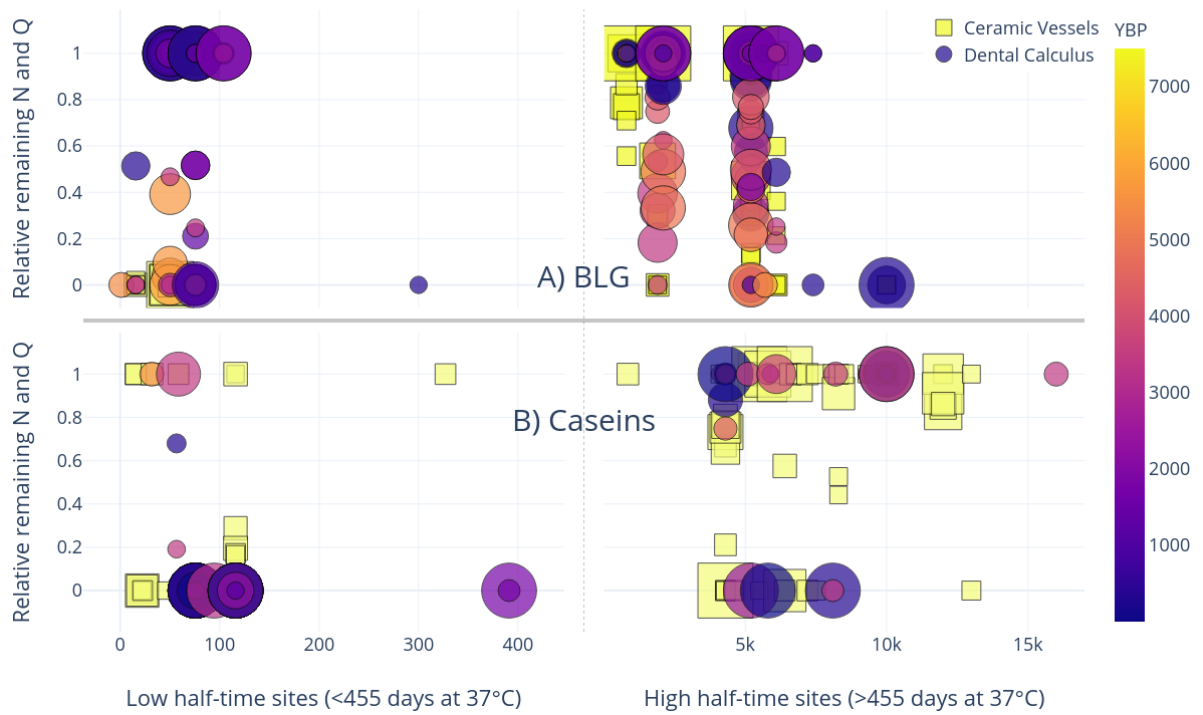 Relative remaining N and Q
1
0.8
0.6
0.4
0.2
0
A) BLG
Ceramic Vessels
Dental Calculus
YBP
7000
6000
5000
4000
3000
2000
1000
Relative remaining N and Q
1
0.8
0.6
0.4
0.2
0
B) Caseins
0
100
200
300
400
5k
10k
15k
Low half-time sites (<455 days at 37°C)
High half-time sites (>455 days at 37°C)